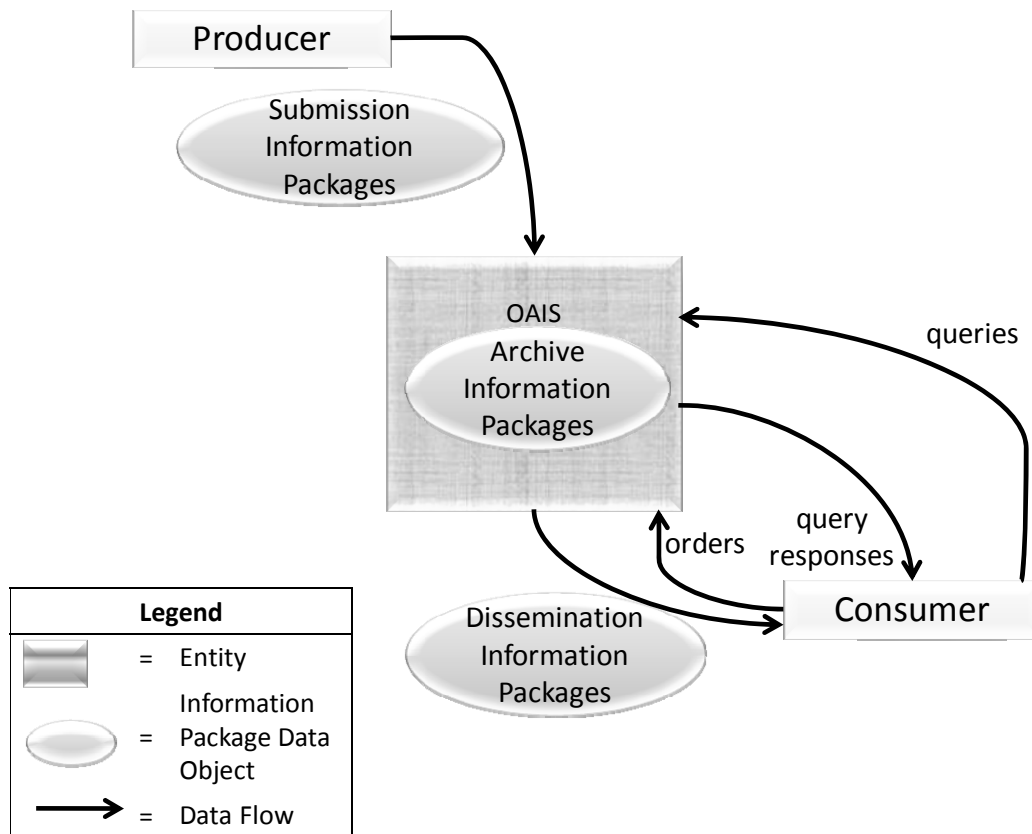 Producer
Submission
Information
Packages
OAIS
Archive
Information
Packages
queries
query
responses
orders
Consumer
Dissemination
Information
Packages
Legend
= Entity
Information
= Package Data
Object
= Data Flow